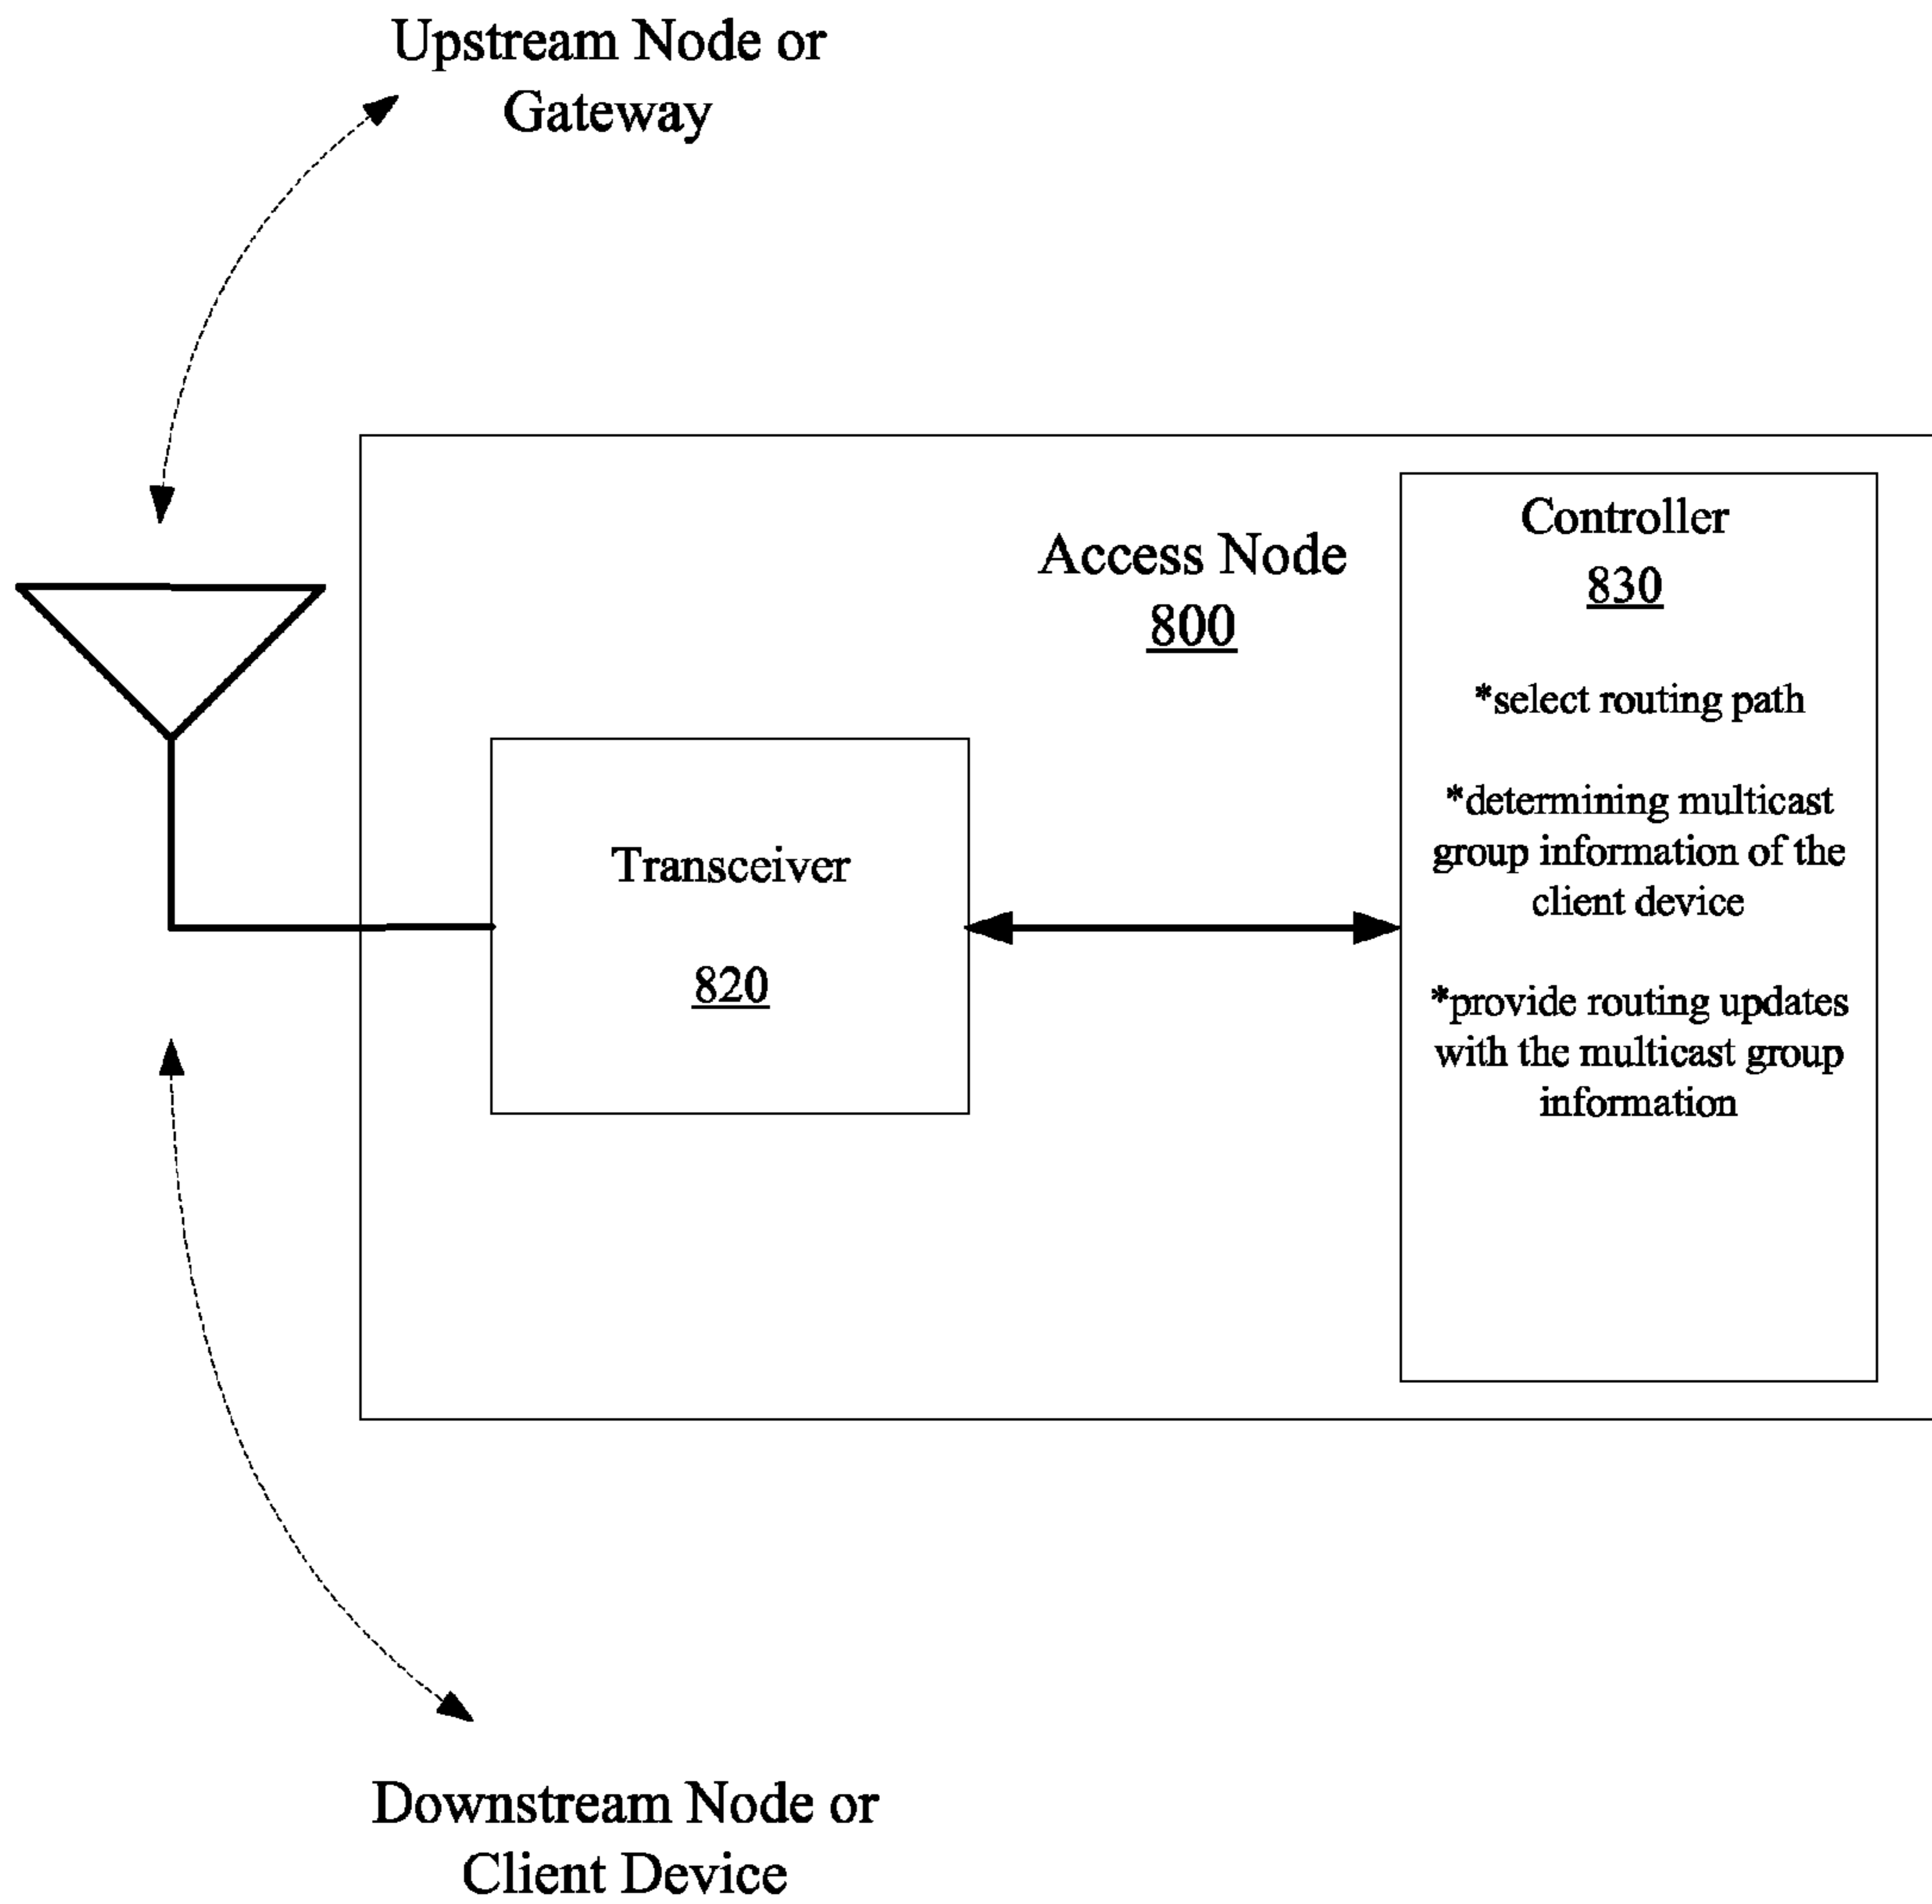 Upstream Node or
Gateway
Access Node
800
Controller
830
*select routing path
*determining multicast
group information of the
client device
*provide routing updates
with the multicast group
information
Transceiver
820
Downstream Node or
Client Device